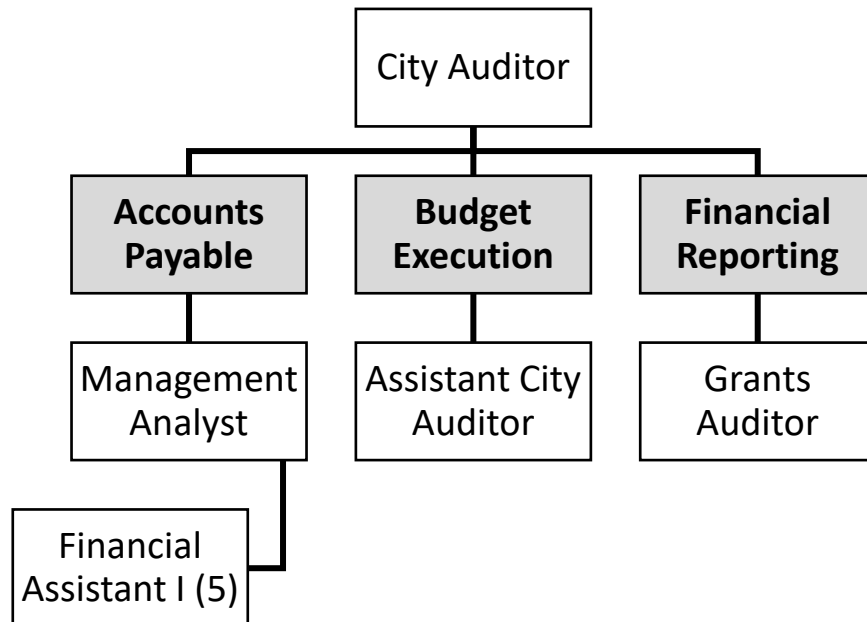 City Auditor
Accounts
Payable
Budget
Execution
Financial
Reporting
Management
Analyst
Assistant City
Auditor
Grants
Auditor
Financial
Assistant I (5)